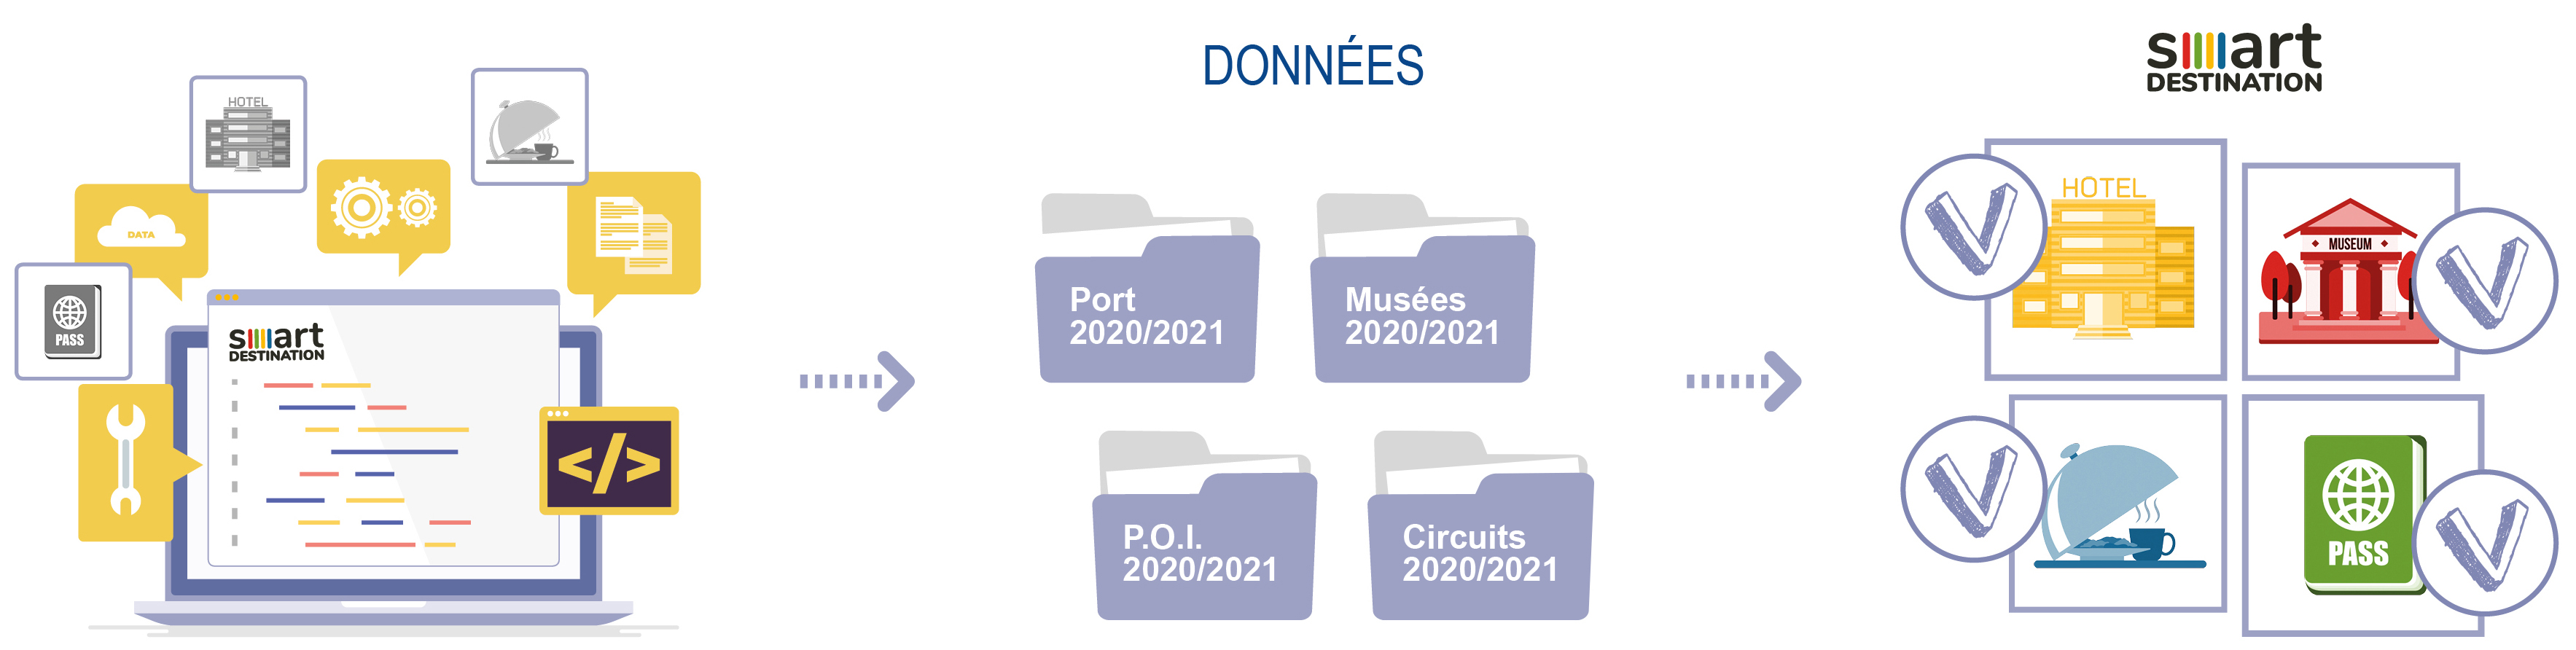 HOTEL
DATA
PASS
smart
DESTINATION
</>
DONNÉES
Port
2020/2021
Musées
2020/2021
P.O.I.
2020/2021
Circuits
2020/2021
smart
DESTINATION
HOTEL
MUSEUM
PASS